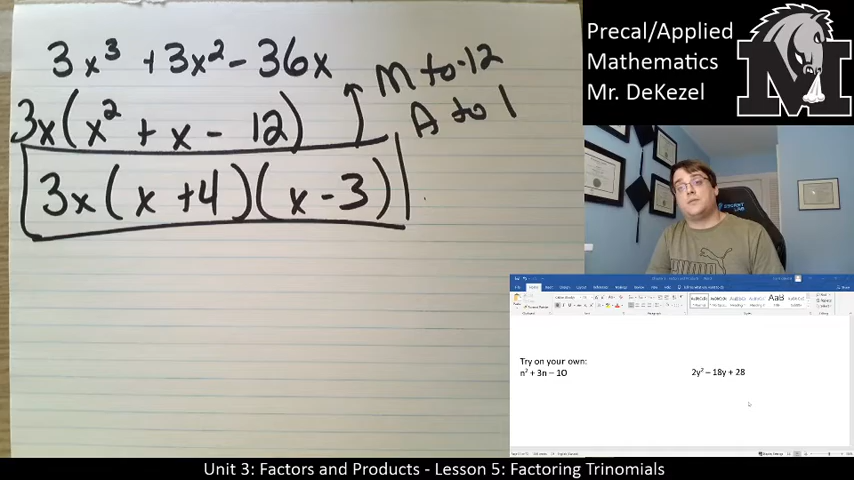 3x³ + 3x² - 36x
M to -12
3x(x² + x - 12)
A to 1
3x(x + 4)(x - 3)
Precal/Applied
Mathematics
Mr. DeKezel
M
Try on your own:
n² + 3n – 10
2y² – 18y + 28
Unit 3: Factors and Products - Lesson 5: Factoring Trinomials